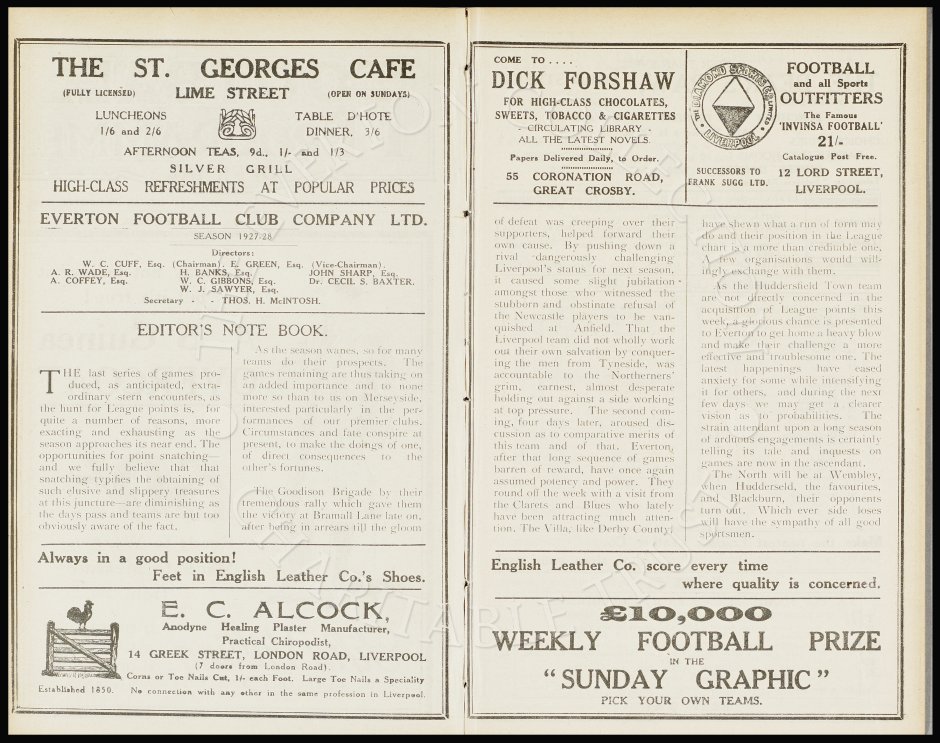 THE ST. GEORGES CAFE
(FULLY LICENSED) LIME STREET (OPEN ON SUNDAYS)
LUNCHEONS
1/6 and 2/6
TABLE D'HOTE
DINNER, 3/6
AFTERNOON TEAS, 9d., 1/- and 1/3
SILVER GRILL
HIGH-CLASS REFRESHMENTS AT POPULAR PRICES
EVERTON FOOTBALL CLUB COMPANY LTD.
SEASON 1927-28
Directors:
W. C. CUFF, Esq. (Chairman). E. GREEN, Esq. (Vice-Chairman).
A. R. WADE, Esq. H. BANKS, Esq. JOHN SHARP, Esq.
A. COFFEY, Esq. W. C. GIBBONS, Esq. Dr. CECIL S. BAXTER.
W. J. SAWYER, Esq.
Secretary - - THOS. H. McINTOSH.
EDITOR'S NOTE BOOK.
THE last series of games pro-
duced, as anticipated, extra-
ordinary stern encounters, as
the hunt for League points is, for
quite a number of reasons, more
exacting and exhausting as the
season approaches its near end. The
opportunities for point snatching—
and we fully believe that that
snatching typifies the obtaining of
such elusive and slippery treasures
at this juncture—are diminishing as
the days pass and teams are but too
obviously aware of the fact.
As the season wanes, so for many
teams do their prospects. The
games remaining are thus taking on
an added importance and to none
more so than to us on Merseyside,
interested particularly in the per-
formances of our premier clubs.
Circumstances and fate conspire at
present, to make the doings of one,
of direct consequences to the
other's fortunes.
The Goodison Brigade by their
tremendous rally which gave them
the victory at Bramall Lane late on,
after being in arrears till the gloom
Always in a good position!
Feet in English Leather Co.'s Shoes.
E. C. ALCOCK,
Anodyne Healing Plaster Manufacturer,
Practical Chiropodist,
14 GREEK STREET, LONDON ROAD, LIVERPOOL
(7 doors from London Road).
Corns or Toe Nails Cut, 1/- each Foot. Large Toe Nails a Speciality
Established 1850. No connection with any other in the same profession in Liverpool.
COME TO ....
DICK FORSHAW
FOR HIGH-CLASS CHOCOLATES,
SWEETS, TOBACCO & CIGARETTES
- CIRCULATING LIBRARY -
ALL THE LATEST NOVELS.
Papers Delivered Daily, to Order.
55 CORONATION ROAD,
GREAT CROSBY.
THE DIAMOND SPORTS Co LIMITED
LIVERPOOL
SUCCESSORS TO
FRANK SUGG LTD.
FOOTBALL
and all Sports
OUTFITTERS
The Famous
'INVINSA FOOTBALL'
21/-
Catalogue Post Free.
12 LORD STREET,
LIVERPOOL.
of defeat was creeping over their
supporters, helped forward their
own cause. By pushing down a
rival dangerously challenging
Liverpool's status for next season,
it caused some slight jubilation
amongst those who witnessed the
stubborn and obstinate refusal of
the Newcastle players to be van-
quished at Anfield. That the
Liverpool team did not wholly work
out their own salvation by conquer-
ing the men from Tyneside, was
accountable to the Northerners'
grim, earnest, almost desperate
holding out against a side working
at top pressure. The second com-
ing, four days later, aroused dis-
cussion as to comparative merits of
this team and of that. Everton,
after that long sequence of games
barren of reward, have once again
assumed potency and power. They
round off the week with a visit from
the Clarets and Blues who lately
have been attracting much atten-
tion. The Villa, like Derby County,
have shewn what a run of form may
do and their position in the League
chart is a more than creditable one.
A few organisations would will-
ingly exchange with them.
As the Huddersfield Town team
are not directly concerned in the
acquisition of League points this
week, a glorious chance is presented
to Everton to get home a heavy blow
and make their challenge a more
effective and troublesome one. The
latest happenings have eased
anxiety for some while intensifying
it for others, and during the next
few days we may get a clearer
vision as to probabilities. The
strain attendant upon a long season
of arduous engagements is certainly
telling its tale and inquests on
games are now in the ascendant.
The North will be at Wembley,
when Huddersfield, the favourites,
and Blackburn, their opponents
turn out. Which ever side loses
will have the sympathy of all good
sportsmen.
English Leather Co. score every time
where quality is concerned.
£10,000
WEEKLY FOOTBALL PRIZE
IN THE
"SUNDAY GRAPHIC"
PICK YOUR OWN TEAMS.